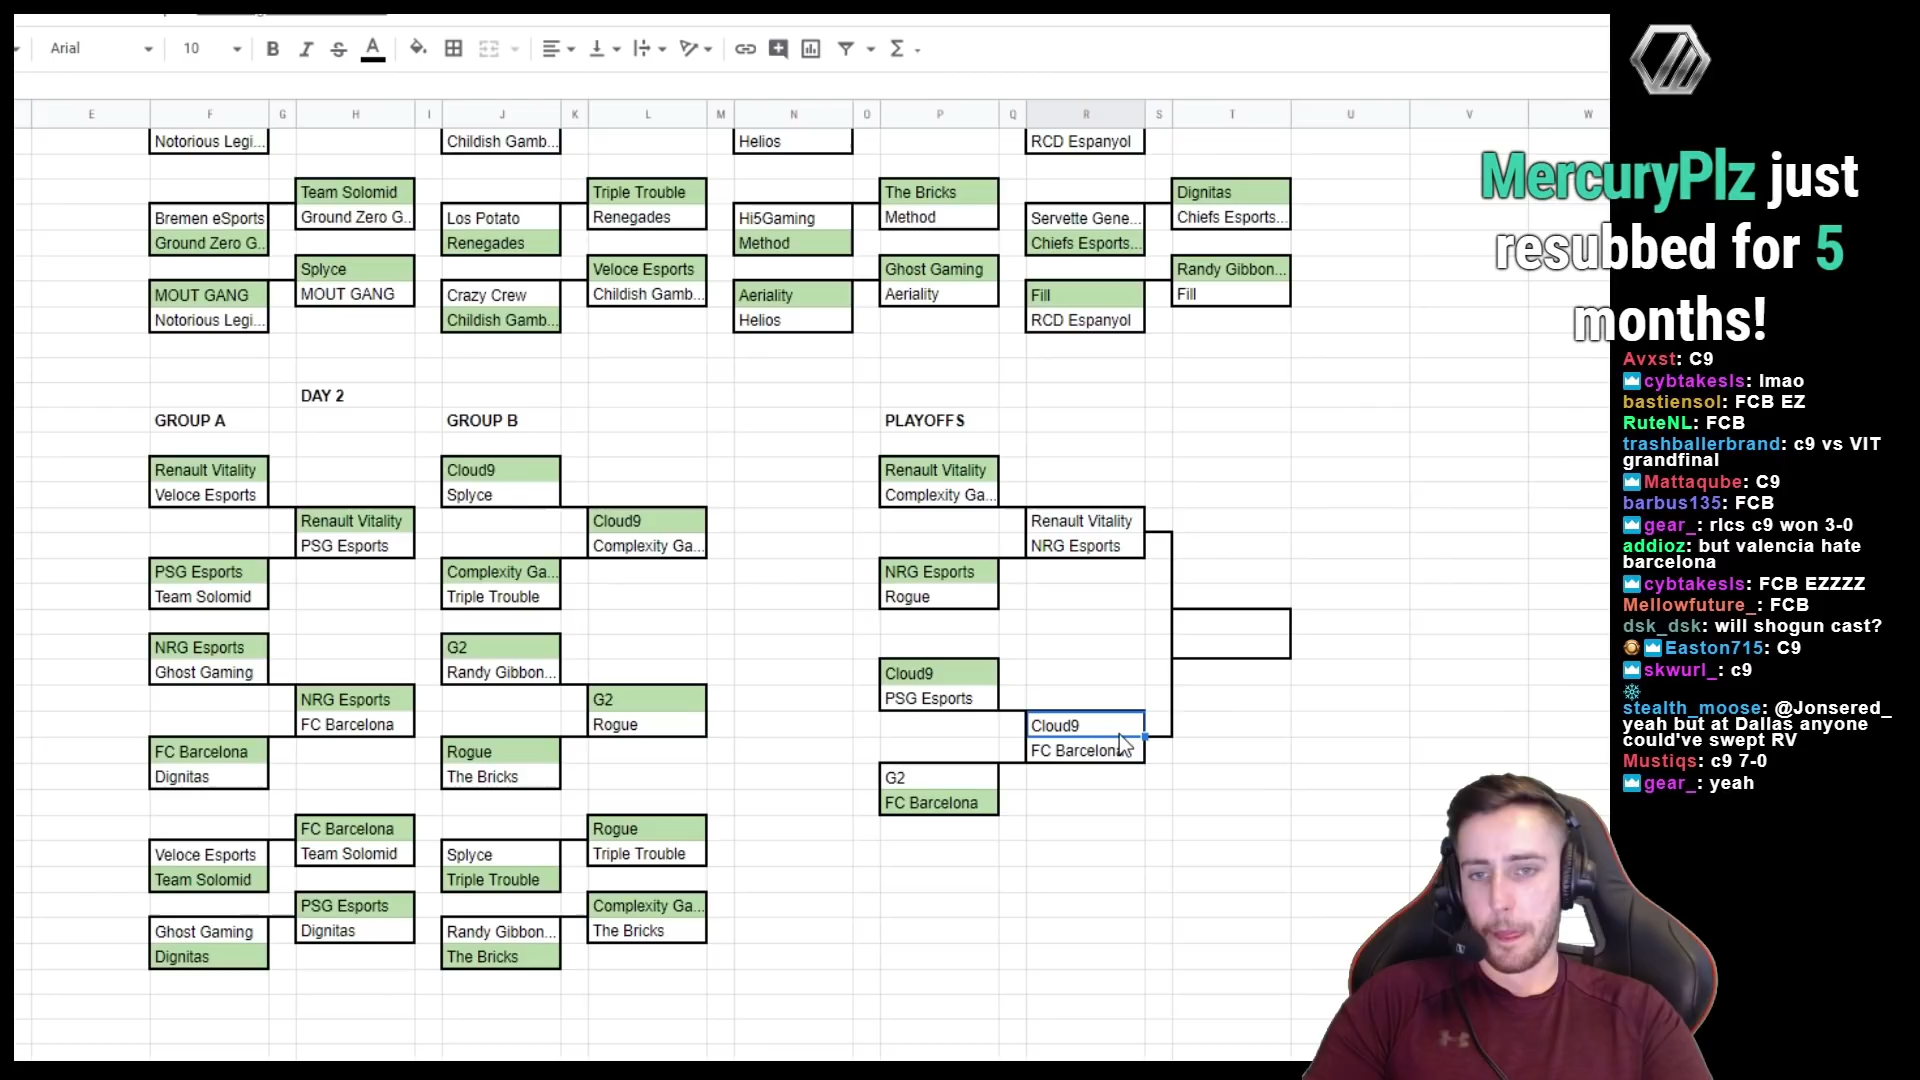 Arial 10 B I S A
E F G H I J K L M N O P Q R S T U V W
Notorious Legi... Childish Gamb... Helios RCD Espanyol
Team Solomid Triple Trouble The Bricks Dignitas
Bremen eSports Ground Zero G.. Los Potato Renegades Hi5Gaming Method Servette Gene... Chiefs Esports...
Ground Zero G.. Renegades Method Chiefs Esports...
Splyce Veloce Esports Ghost Gaming Randy Gibbon...
MOUT GANG MOUT GANG Crazy Crew Childish Gamb... Aeriality Aeriality Fill Fill
Notorious Legi... Childish Gamb... Helios RCD Espanyol
DAY 2
GROUP A GROUP B PLAYOFFS
Renault Vitality Cloud9 Renault Vitality
Veloce Esports Splyce Complexity Ga...
Renault Vitality Cloud9 Renault Vitality
PSG Esports Complexity Ga... NRG Esports
PSG Esports Complexity Ga... NRG Esports
Team Solomid Triple Trouble Rogue
NRG Esports G2
Ghost Gaming Randy Gibbon... Cloud9
NRG Esports G2 PSG Esports
FC Barcelona Rogue Cloud9
FC Barcelona Rogue FC Barcelona
Dignitas The Bricks G2
FC Barcelona
FC Barcelona Rogue
Veloce Esports Team Solomid Splyce Triple Trouble
Team Solomid Triple Trouble
PSG Esports Complexity Ga...
Ghost Gaming Dignitas Randy Gibbon... The Bricks
Dignitas The Bricks
MercuryPlz just
resubbed for 5
months!
Avxst: C9
cybtakesls: lmao
bastiensol: FCB EZ
RuteNL: FCB
trashballerbrand: c9 vs VIT
grandfinal
Mattaqube: C9
barbus135: FCB
gear_: rlcs c9 won 3-0
addioz: but valencia hate
barcelona
cybtakesls: FCB EZZZZ
Mellowfuture_: FCB
dsk_dsk: will shogun cast?
Easton715: C9
skwurl_: c9
stealth_moose: @Jonsered_
yeah but at Dallas anyone
could've swept RV
Mustiqs: c9 7-0
gear_: yeah